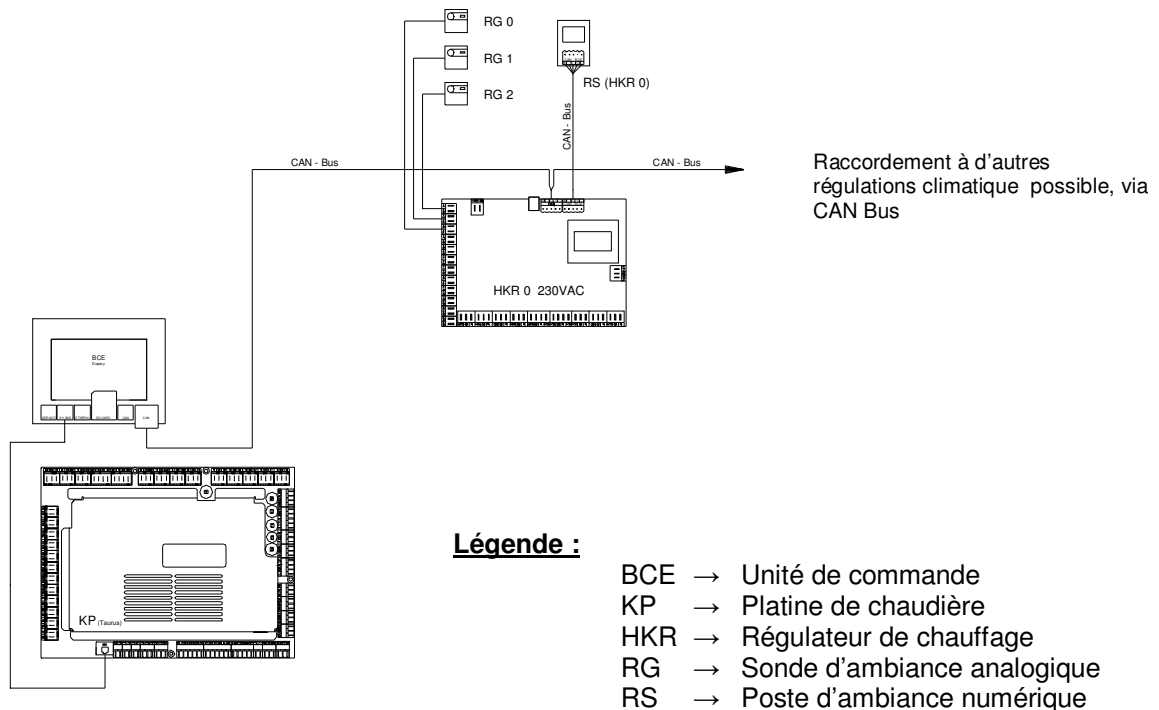 RG 0
RG 1
RG 2
RS (HKR 0)
CAN - Bus
CAN - Bus
CAN - Bus
Raccordement à d'autres
régulations climatique possible, via
CAN Bus
HKR 0 230VAC
BCE
Display
CAN
CAN
KP (Taurus)
Légende :
BCE → Unité de commande
KP → Platine de chaudière
HKR → Régulateur de chauffage
RG → Sonde d'ambiance analogique
RS → Poste d'ambiance numérique